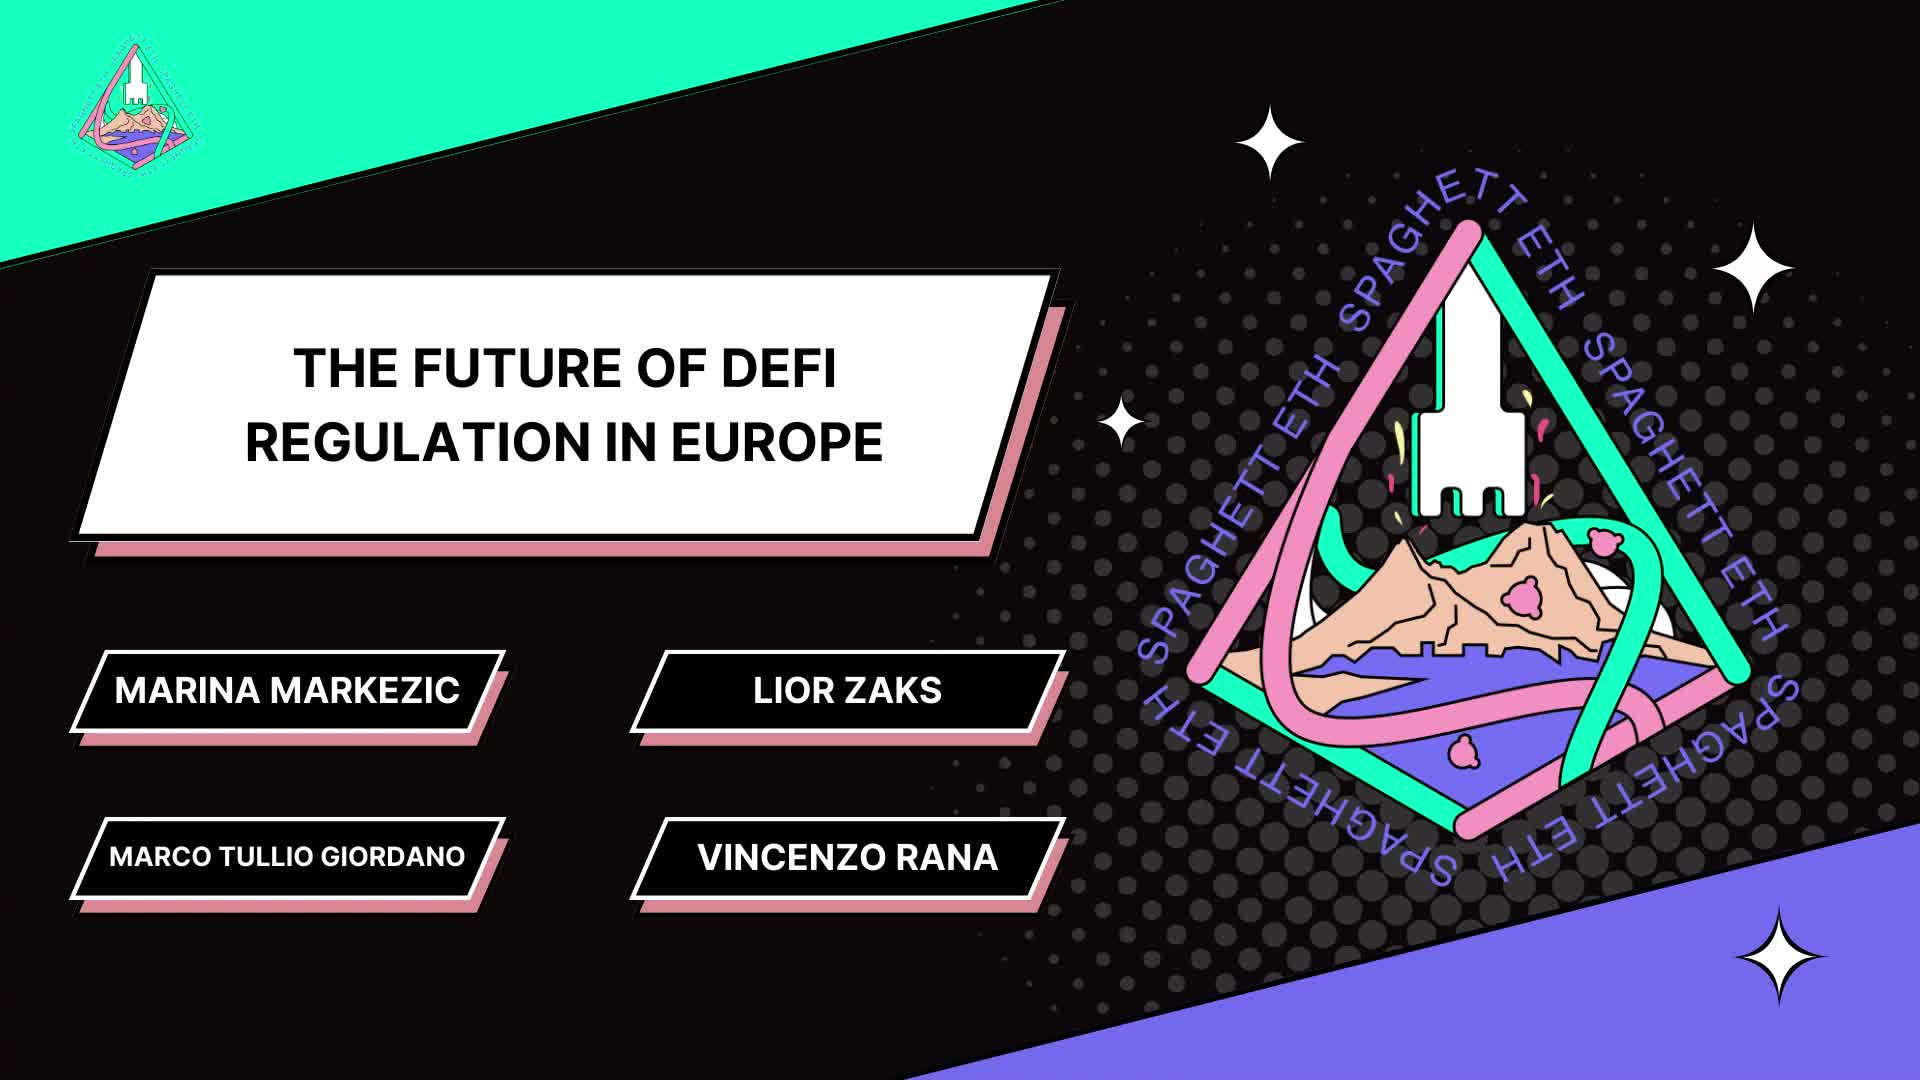 THE FUTURE OF DEFI
REGULATION IN EUROPE
MARINA MARKEZIC
LIOR ZAKS
MARCO TULLIO GIORDANO
VINCENZO RANA
SPAGHETT ETH SPAGHETT ETH SPAGHETT ETH SPAGHETT ETH SPAGHETT ETH SPAGHETT ETH